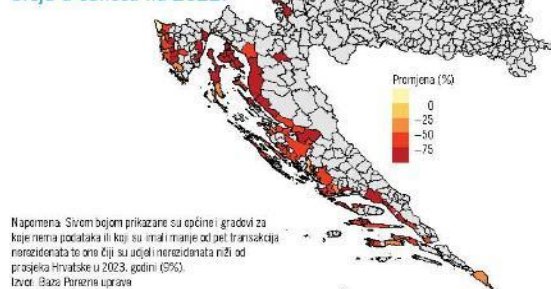 Promjena (%)
0
−25
−50
−75
Napomena: Sivom bojom prikazane su općine i gradovi za
koje nema podataka ili koji su imali manje od pet transakcija
nerezidenata te one čiji su udjeli nerezidenata niži od
prosjeka Hrvatske u 2023. godini (9%).
Izvor: Baza Porezne uprave